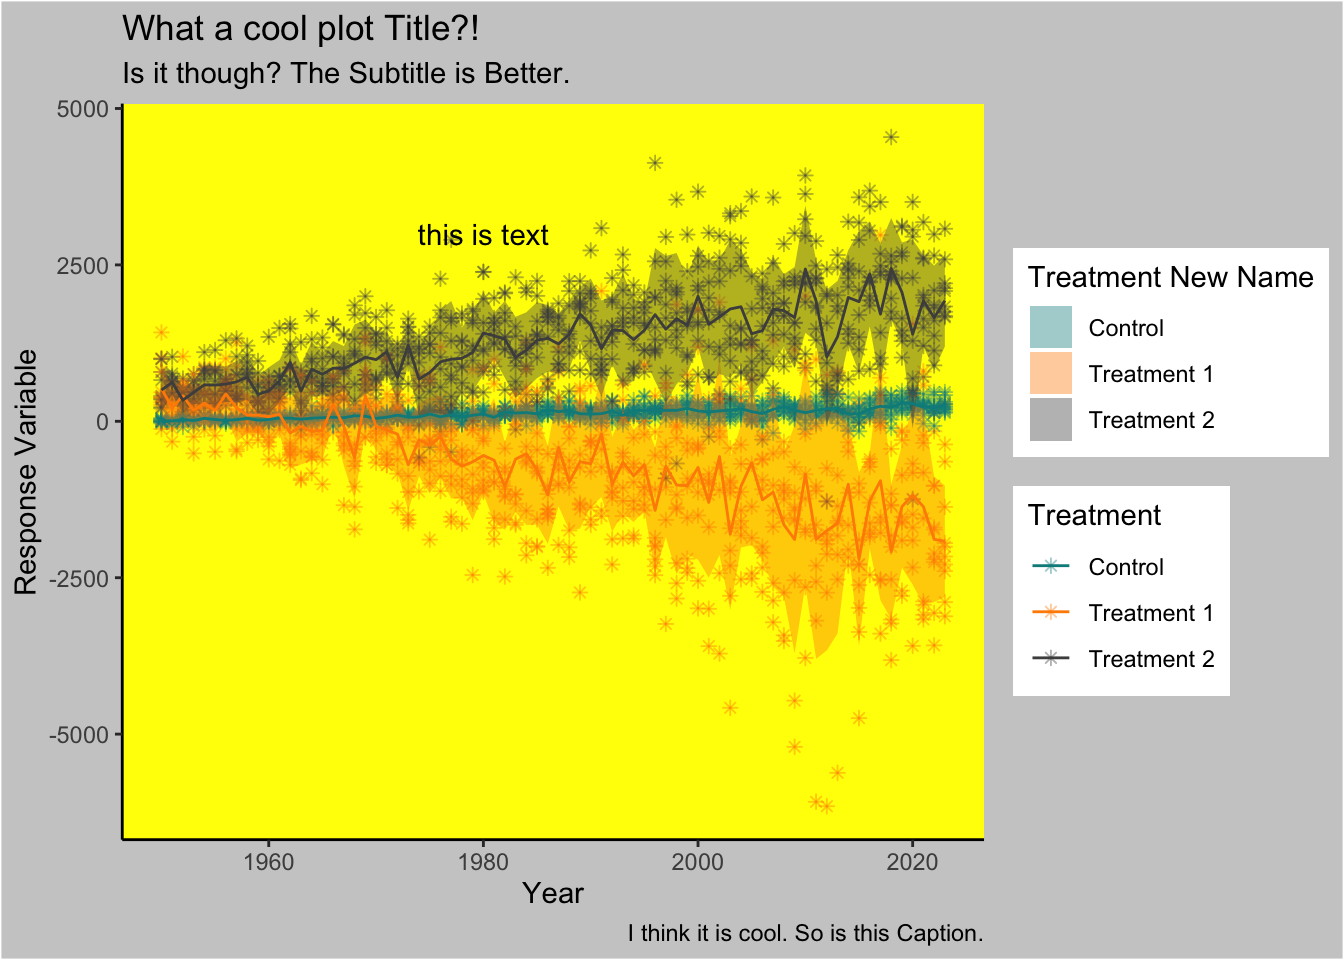 What a cool plot Title?!
Is it though? The Subtitle is Better.
5000
2500
0
-2500
-5000
Response Variable
this is text
1960
1980
2000
2020
Year
I think it is cool. So is this Caption.
Treatment New Name
Control
Treatment 1
Treatment 2
Treatment
Control
Treatment 1
Treatment 2